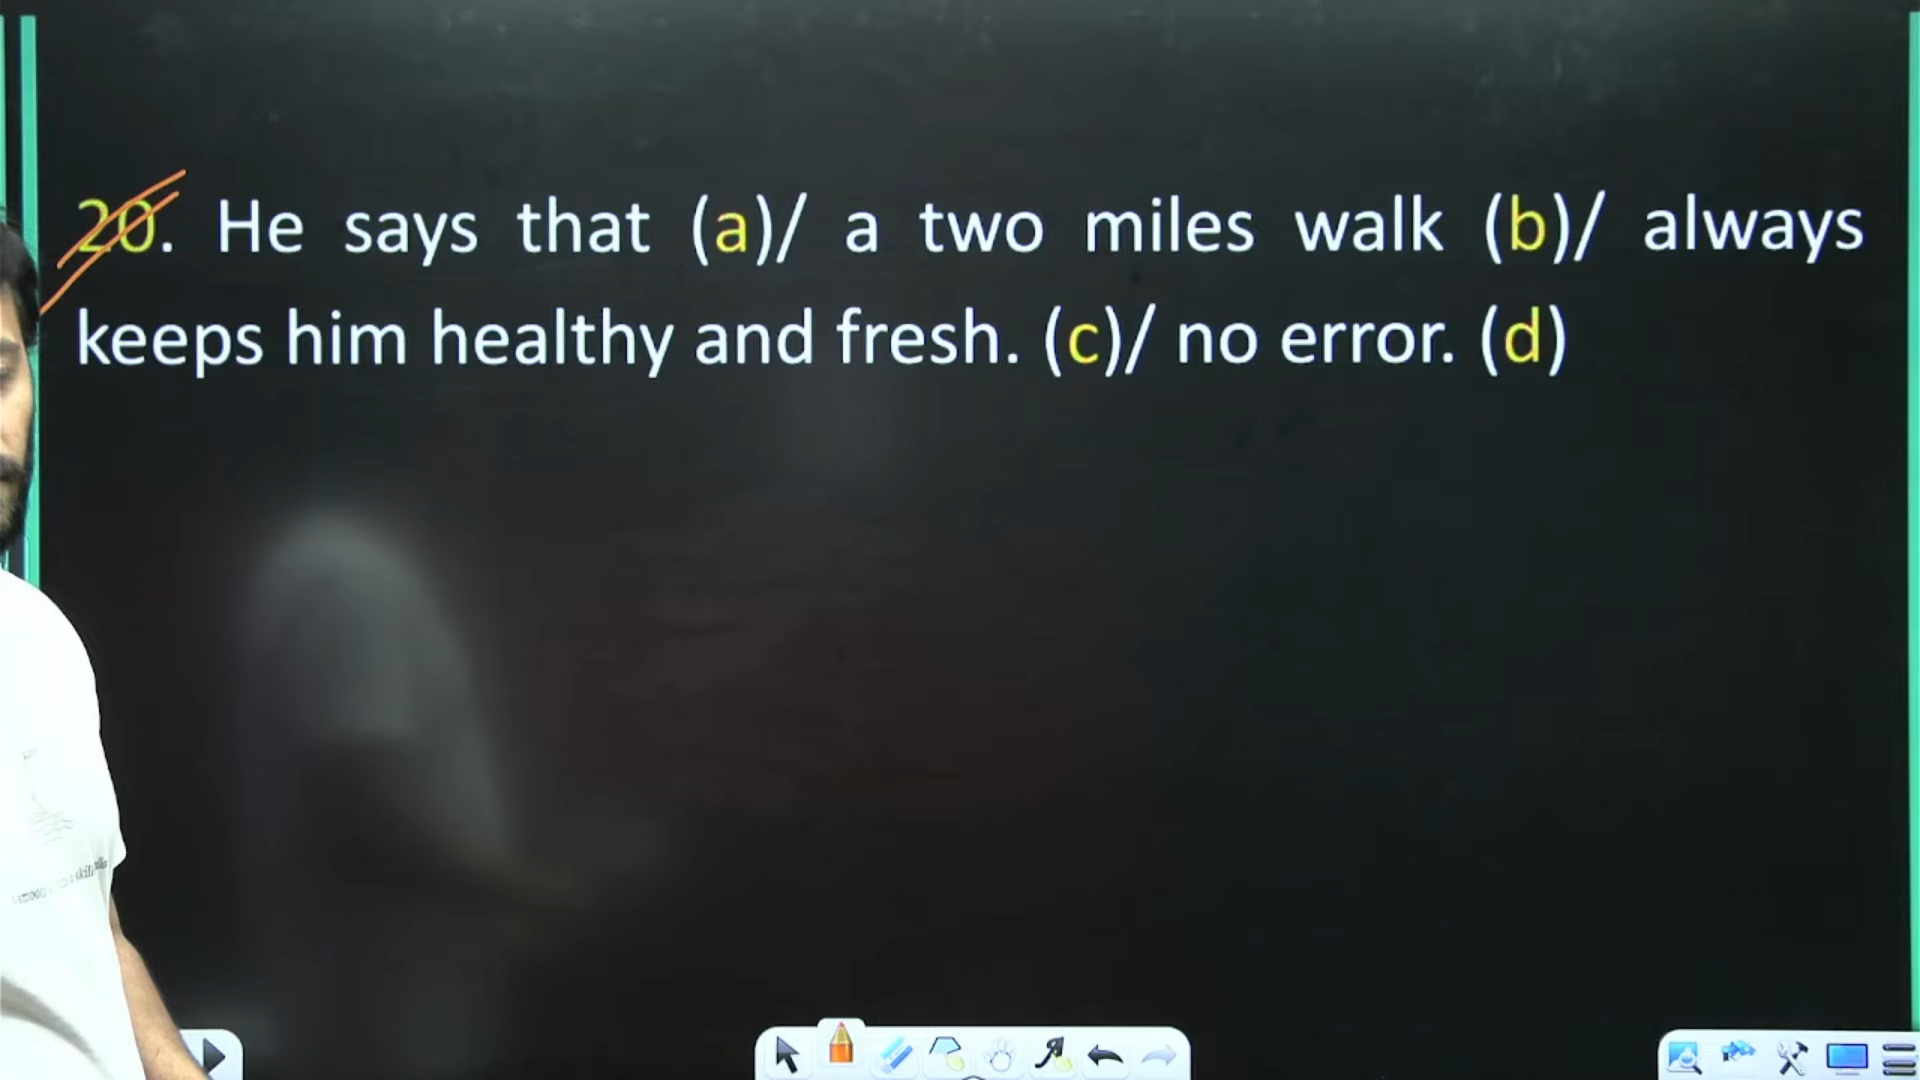 20. He says that (a)/ a two miles walk (b)/ always
keeps him healthy and fresh. (c)/ no error. (d)